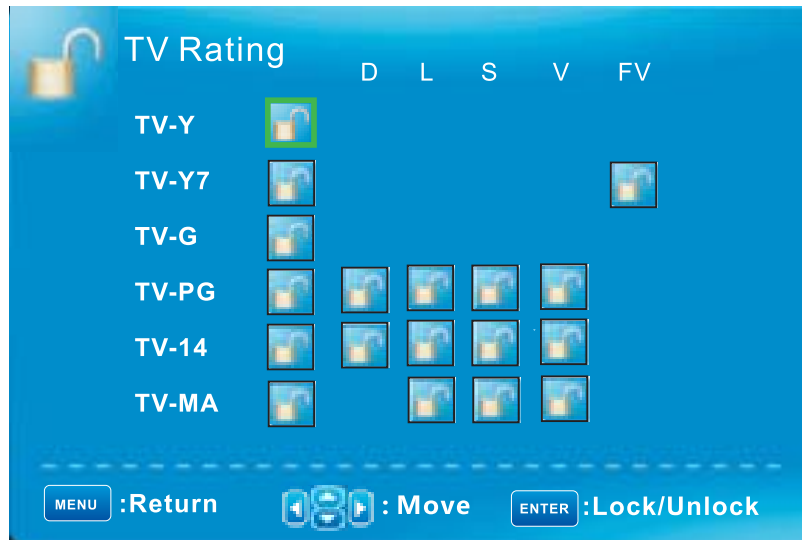 TV Rating
D L S V FV
TV-Y
TV-Y7
TV-G
TV-PG
TV-14
TV-MA
MENU :Return : Move ENTER :Lock/Unlock